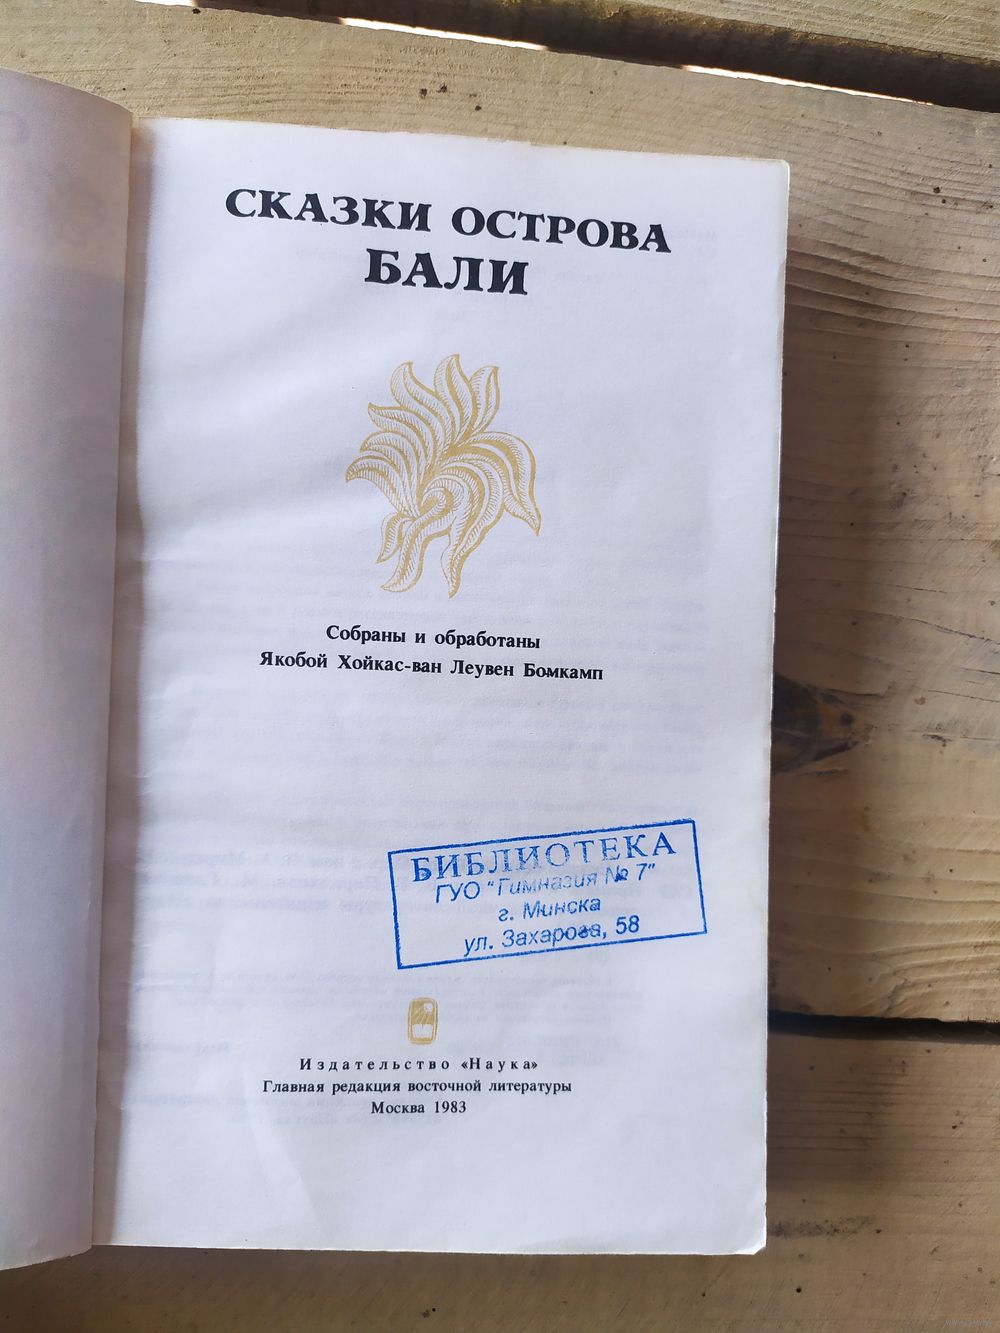 СКАЗКИ ОСТРОВА
БАЛИ
Собраны и обработаны
Якобой Хойкас-ван Леувен Бомкамп
БИБЛИОТЕКА
ГУО "Гимназия № 7"
г. Минска
ул. Захарова, 58
Издательство «Наука»
Главная редакция восточной литературы
Москва 1983